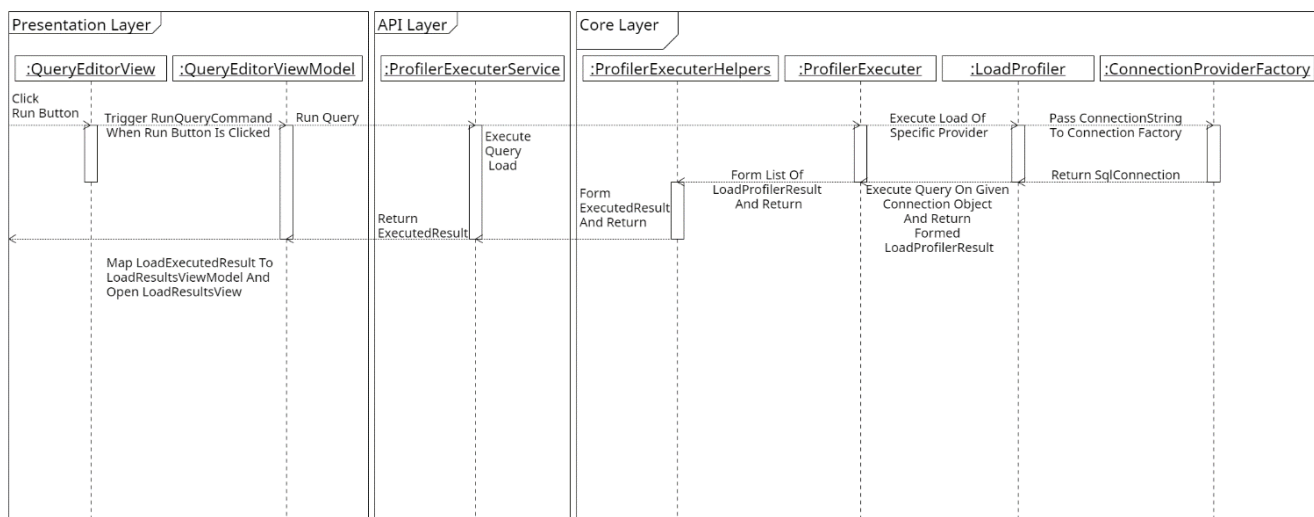 Presentation Layer
API Layer
Core Layer
:QueryEditorView
:QueryEditorViewModel
:ProfilerExecuterService
:ProfilerExecuterHelpers
:ProfilerExecuter
:LoadProfiler
:ConnectionProviderFactory
Click
Run Button
Trigger RunQueryCommand
When Run Button Is Clicked
Run Query
Execute
Query
Load
Execute Load Of
Specific Provider
Pass ConnectionString
To Connection Factory
Return SqlConnection
Execute Query On Given
Connection Object
And Return
Formed
LoadProfilerResult
Form List Of
LoadProfilerResult
And Return
Form
ExecutedResult
And Return
Return
ExecutedResult
Map LoadExecutedResult To
LoadResultsViewModel And
Open LoadResultsView